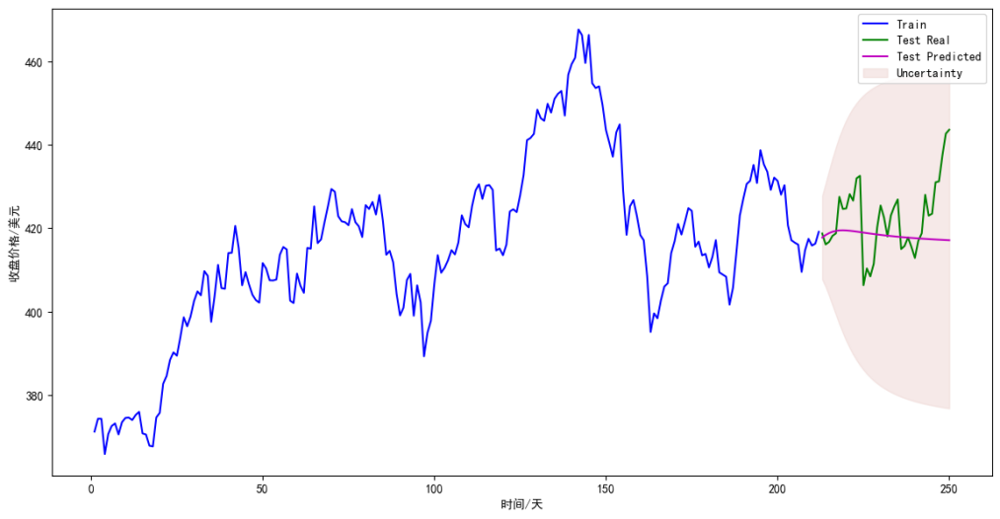 Train
Test Real
Test Predicted
Uncertainty
460
440
420
400
380
收盘价格/美元
0
50
100
150
200
250
时间/天